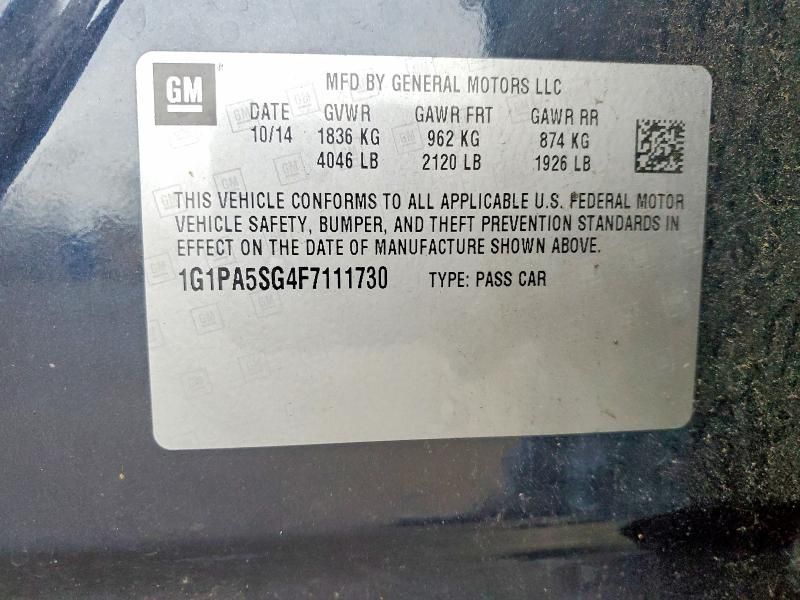 GM
MFD BY GENERAL MOTORS LLC
DATE GVWR GAWR FRT GAWR RR
10/14 1836 KG 962 KG 874 KG
4046 LB 2120 LB 1926 LB
THIS VEHICLE CONFORMS TO ALL APPLICABLE U.S. FEDERAL MOTOR
VEHICLE SAFETY, BUMPER, AND THEFT PREVENTION STANDARDS IN
EFFECT ON THE DATE OF MANUFACTURE SHOWN ABOVE.
1G1PA5SG4F7111730 TYPE: PASS CAR